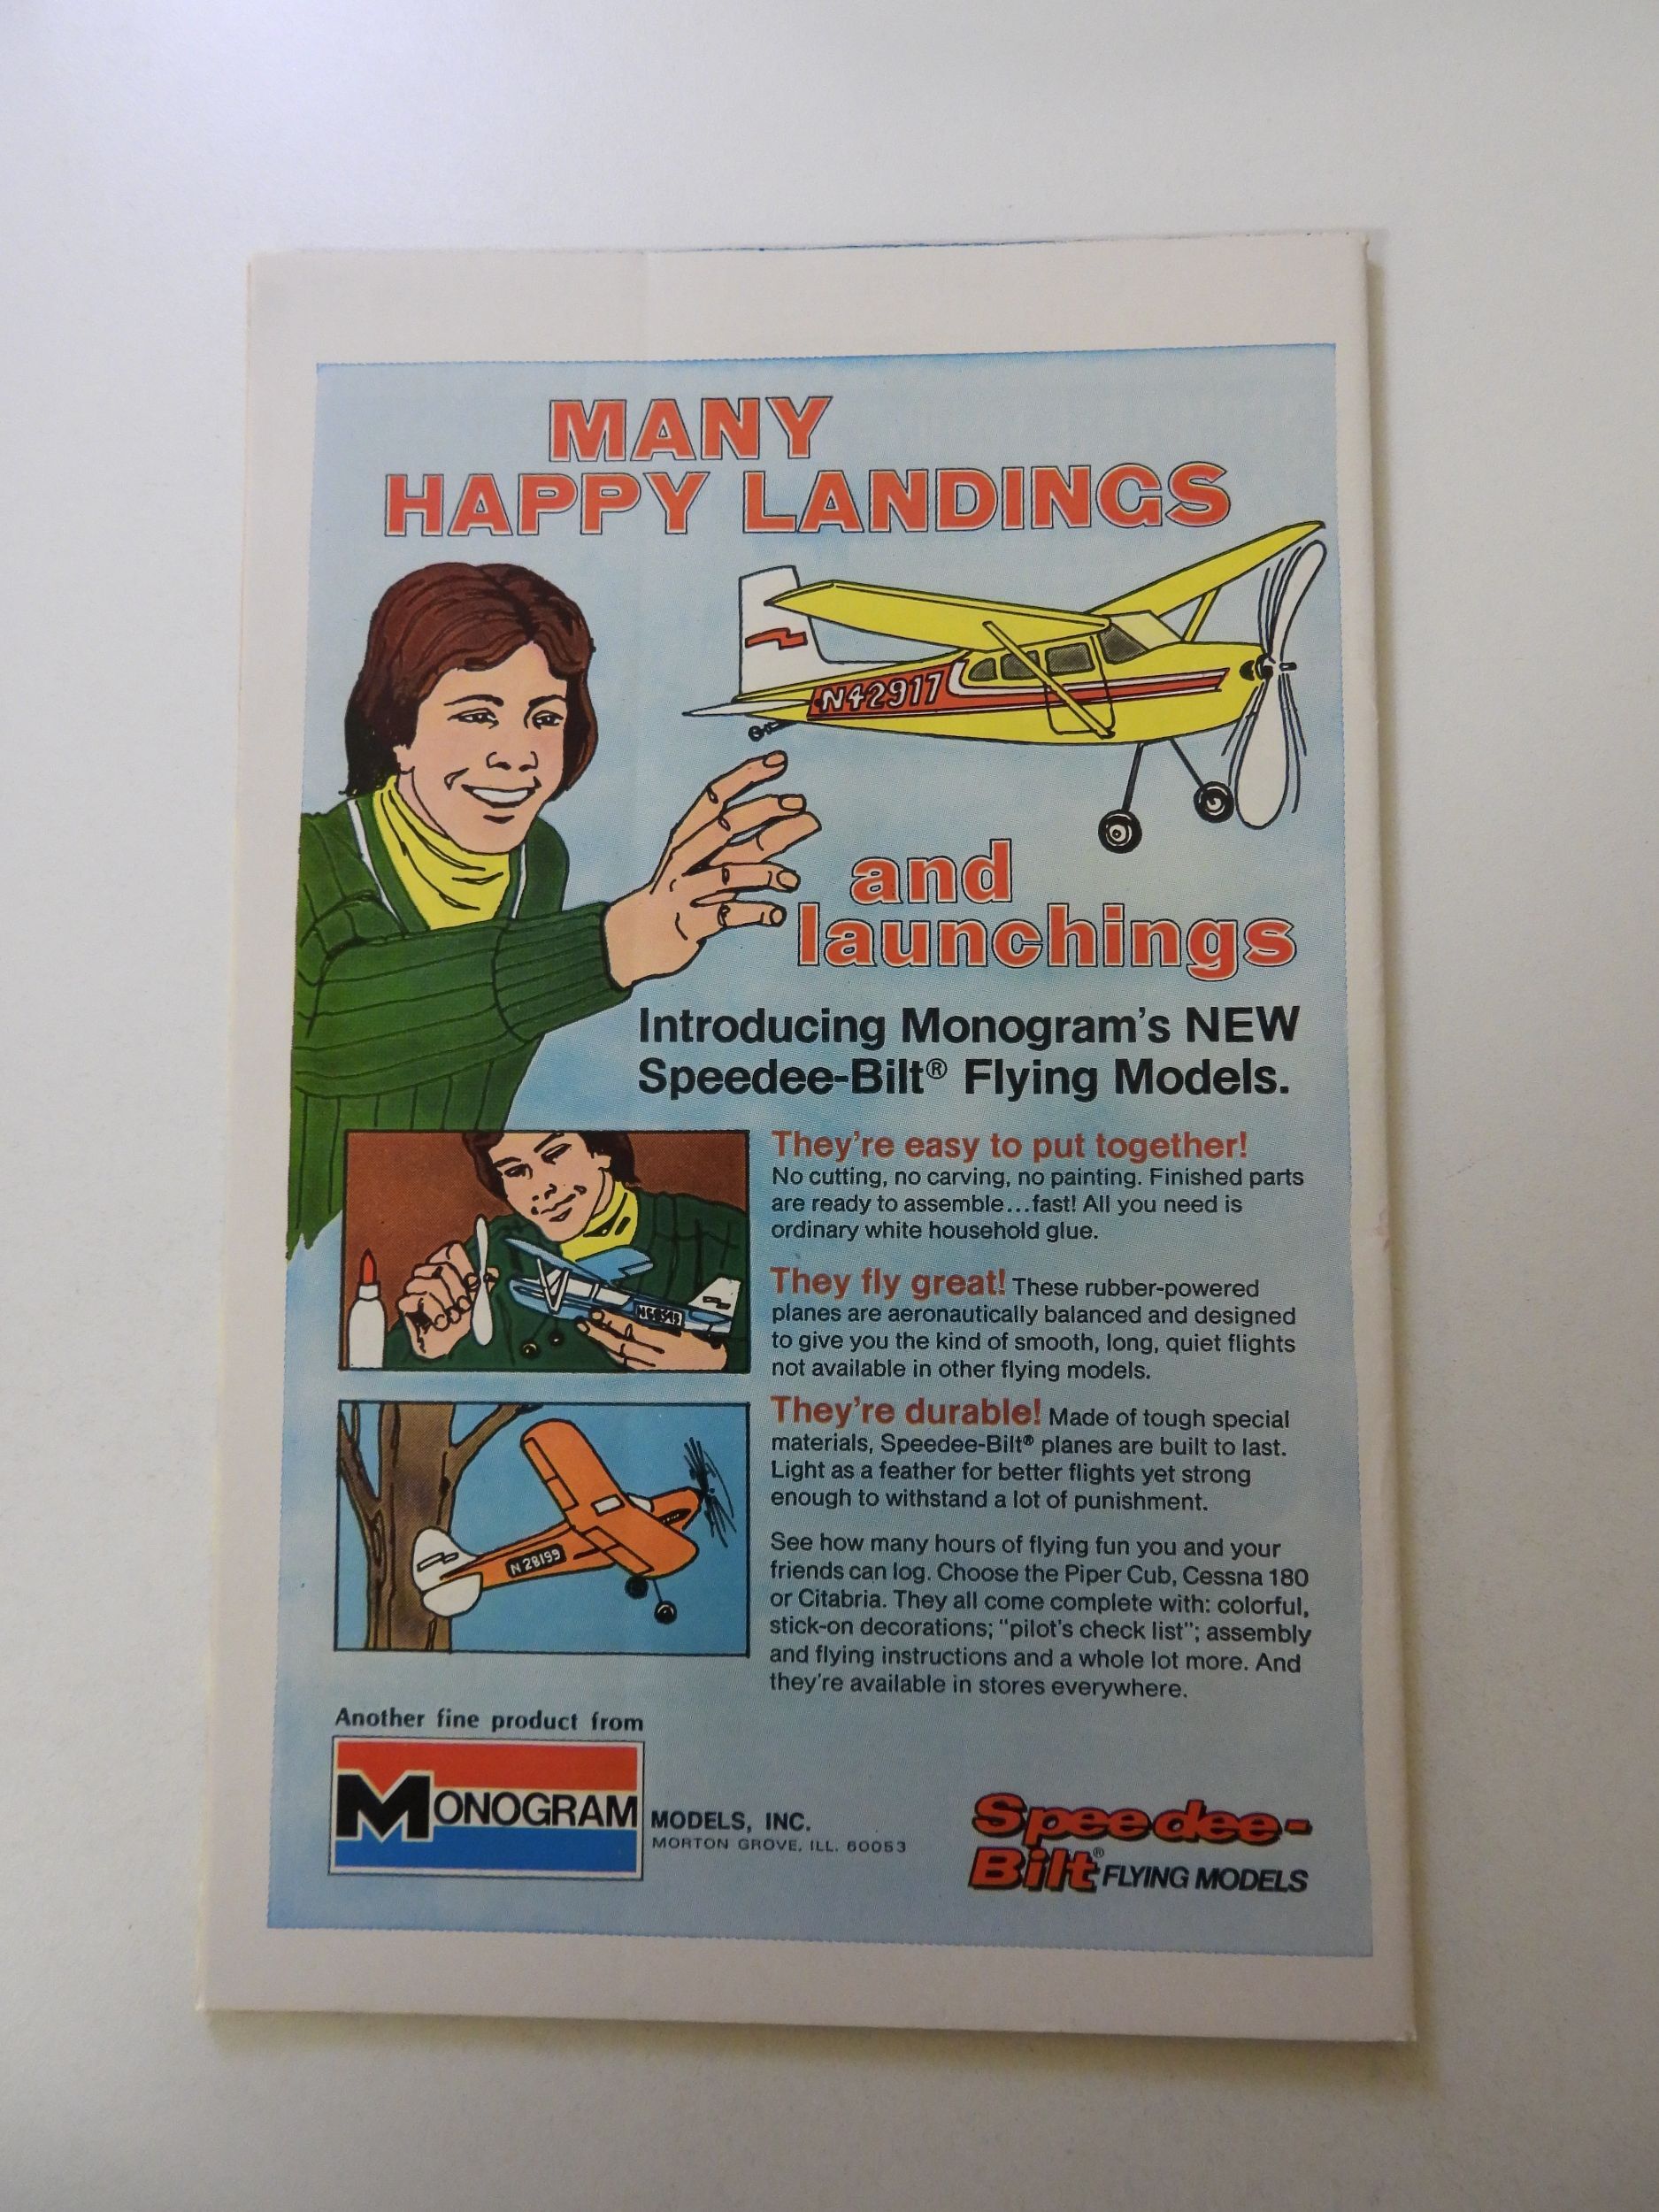 MANY
HAPPY LANDINGS
N42917
and
launchings
Introducing Monogram's NEW
Speedee-Bilt® Flying Models.
They're easy to put together!
No cutting, no carving, no painting. Finished parts
are ready to assemble...fast! All you need is
ordinary white household glue.
They fly great! These rubber-powered
planes are aeronautically balanced and designed
to give you the kind of smooth, long, quiet flights
not available in other flying models.
They're durable! Made of tough special
materials, Speedee-Bilt® planes are built to last.
Light as a feather for better flights yet strong
enough to withstand a lot of punishment.
N28199
See how many hours of flying fun you and your
friends can log. Choose the Piper Cub, Cessna 180
or Citabria. They all come complete with: colorful,
stick-on decorations; "pilot's check list"; assembly
and flying instructions and a whole lot more. And
they're available in stores everywhere.
Another fine product from
MONOGRAM MODELS, INC.
MORTON GROVE, ILL. 60053
Speedee-
Bilt® FLYING MODELS